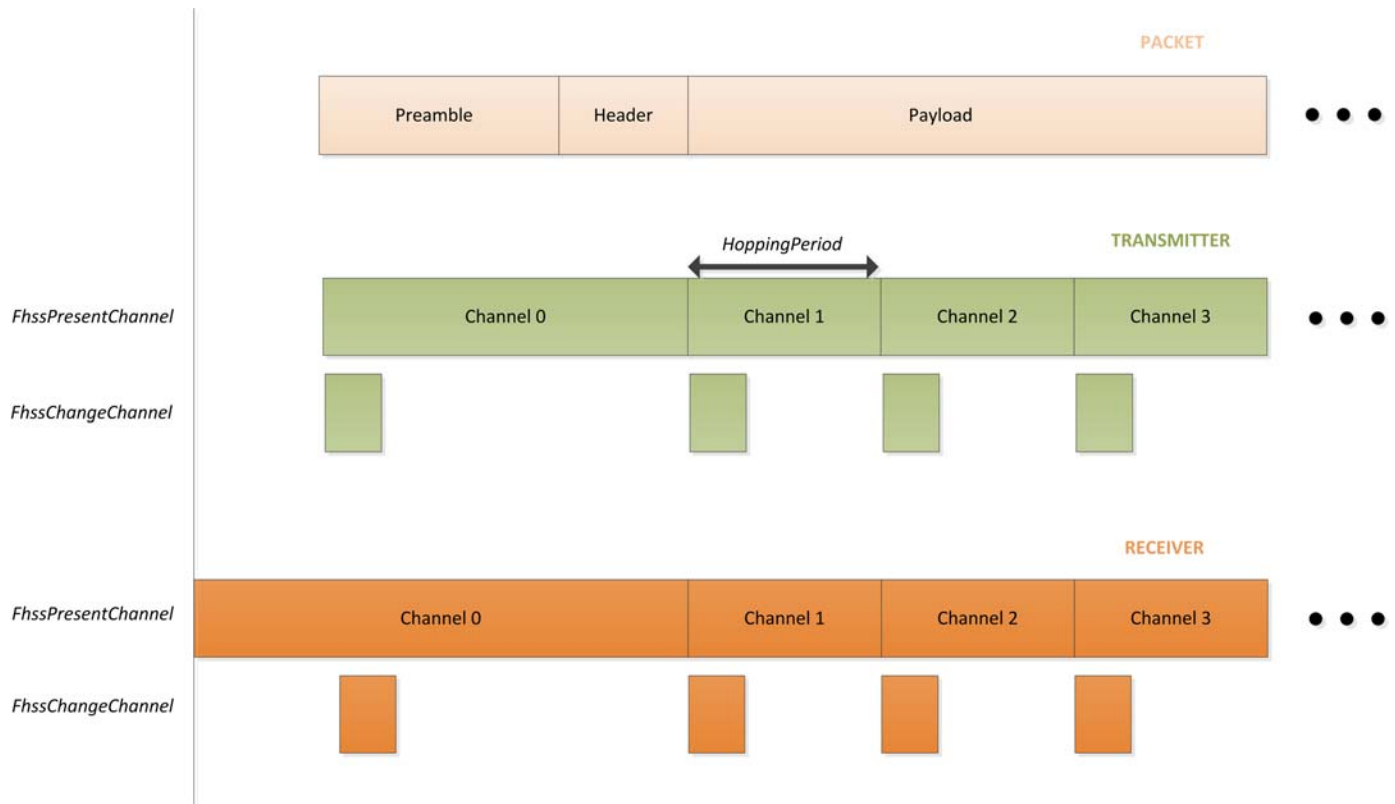 PACKET
Preamble
Header
Payload
HoppingPeriod
TRANSMITTER
FhssPresentChannel
Channel 0
Channel 1
Channel 2
Channel 3
FhssChangeChannel
RECEIVER
FhssPresentChannel
Channel 0
Channel 1
Channel 2
Channel 3
FhssChangeChannel